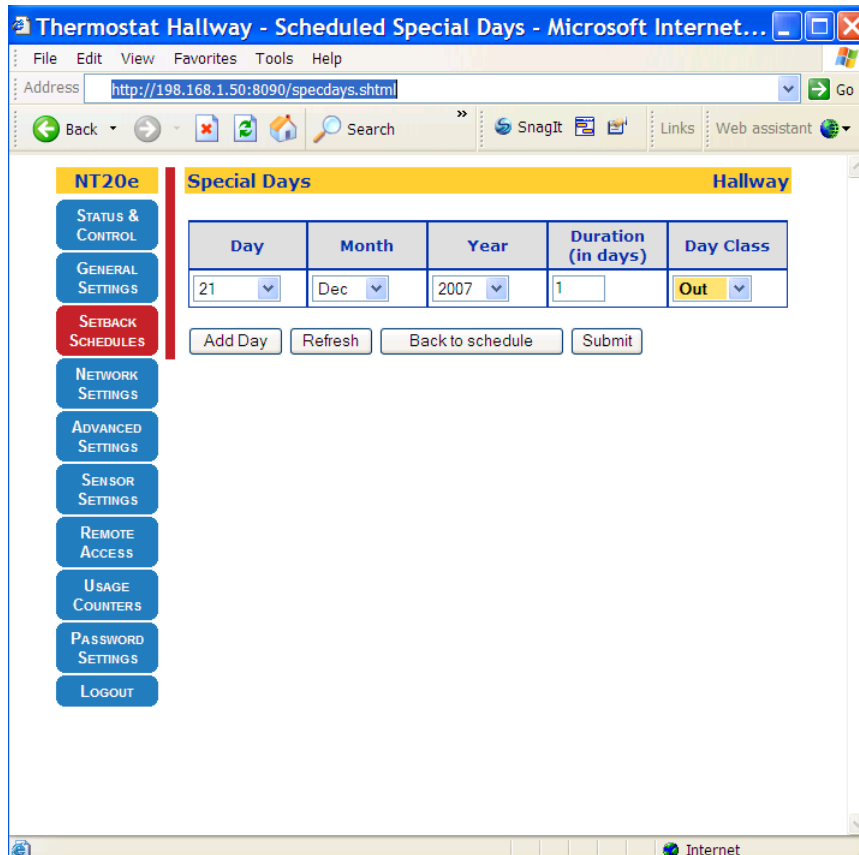 Thermostat Hallway - Scheduled Special Days - Microsoft Internet...
File Edit View Favorites Tools Help
Address http://198.168.1.50:8090/specdays.shtml Go
Back Search » SnagIt Links Web assistant
NT20e Special Days Hallway
STATUS & CONTROL
GENERAL SETTINGS
SETBACK SCHEDULES
NETWORK SETTINGS
ADVANCED SETTINGS
SENSOR SETTINGS
REMOTE ACCESS
USAGE COUNTERS
PASSWORD SETTINGS
LOGOUT
Day Month Year Duration (in days) Day Class
21 Dec 2007 1 Out
Add Day Refresh Back to schedule Submit
Internet